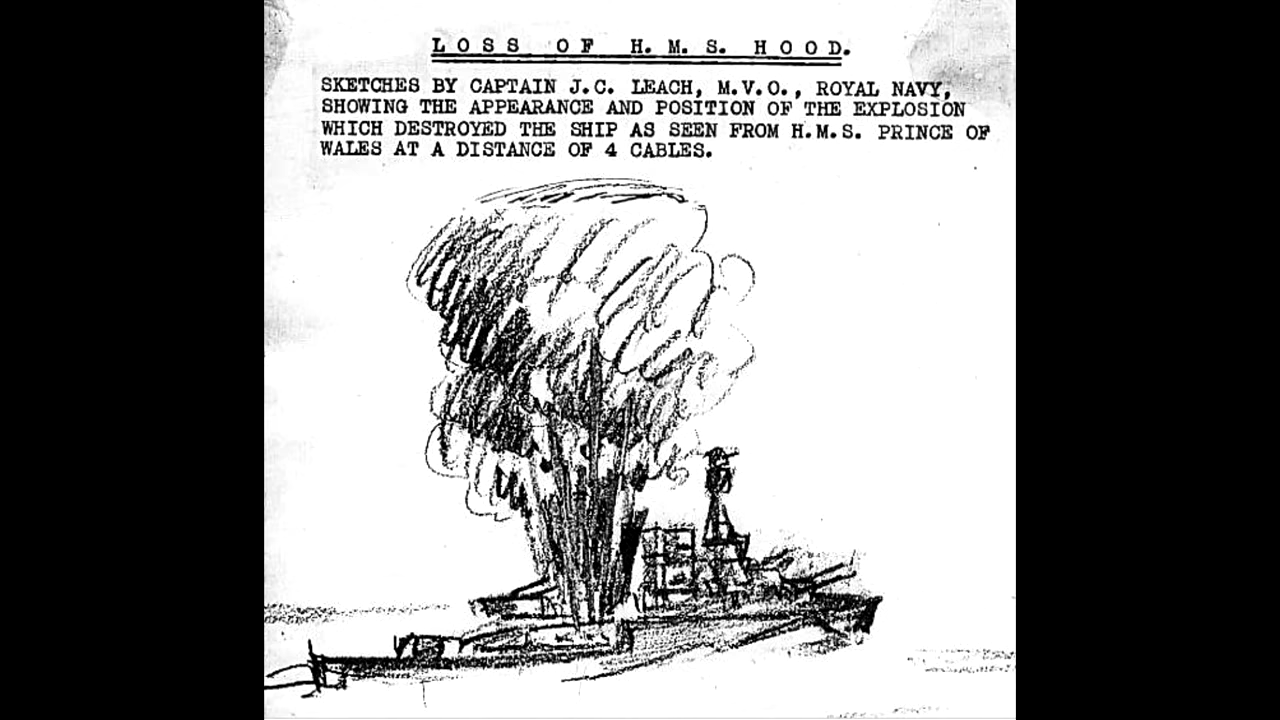 LOSS OF H.M.S. HOOD.
SKETCHES BY CAPTAIN J.C. LEACH, M.V.O., ROYAL NAVY,
SHOWING THE APPEARANCE AND POSITION OF THE EXPLOSION
WHICH DESTROYED THE SHIP AS SEEN FROM H.M.S. PRINCE OF
WALES AT A DISTANCE OF 4 CABLES.